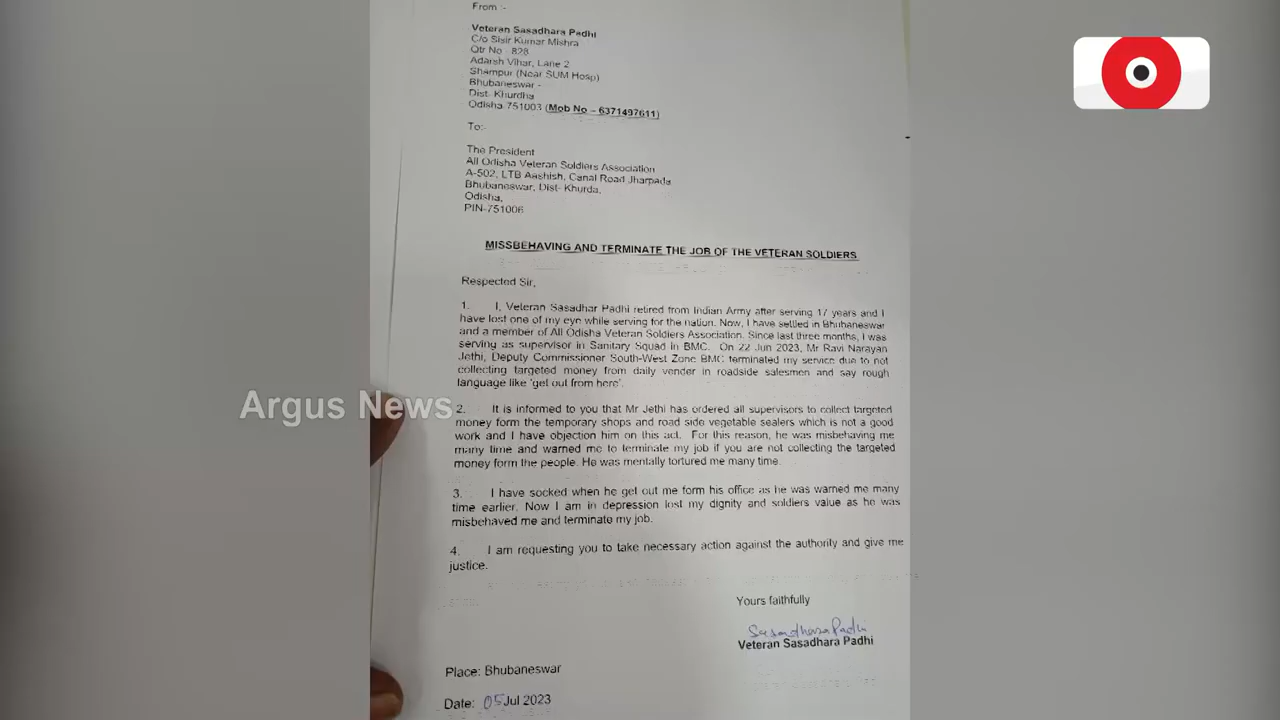 From :-
Veteran Sasadhara Padhi
C/o Sisir Kumar Mishra
Qtr No - 828
Adarsh Vihar, Lane 2
Shampur (Near SUM Hosp)
Bhubaneswar -
Dist- Khurdha
Odisha 751003 (Mob No – 6371497611)
To:-
The President
All Odisha Veteran Soldiers Association
A-502, LTB Aashish, Canal Road Jharpada
Bhubaneswar, Dist- Khurda,
Odisha,
PIN-751006
MISSBEHAVING AND TERMINATE THE JOB OF THE VETERAN SOLDIERS
Respected Sir,
1. I, Veteran Sasadhar Padhi retired from Indian Army after serving 17 years and I
have lost one of my eye while serving for the nation. Now, I have settled in Bhubaneswar
and a member of All Odisha Veteran Soldiers Association. Since last three months, I was
serving as supervisor in Sanitary Squad in BMC. On 22 Jun 2023, Mr Ravi Narayan
Jethi, Deputy Commissioner South-West Zone BMC terminated my service due to not
collecting targeted money from daily vender in roadside salesmen and say rough
language like 'get out from here'.
Argus News
2. It is informed to you that Mr Jethi has ordered all supervisors to collect targeted
money form the temporary shops and road side vegetable sealers which is not a good
work and I have objection him on this act. For this reason, he was misbehaving me
many time and warned me to terminate my job if you are not collecting the targeted
money form the people. He was mentally tortured me many time.
3. I have socked when he get out me form his office as he was warned me many
time earlier. Now I am in depression lost my dignity and soldiers value as he was
misbehaved me and terminate my job.
4. I am requesting you to take necessary action against the authority and give me
justice.
Yours faithfully
Sasadhara Padhi
Veteran Sasadhara Padhi
Place: Bhubaneswar
Date: 05 Jul 2023